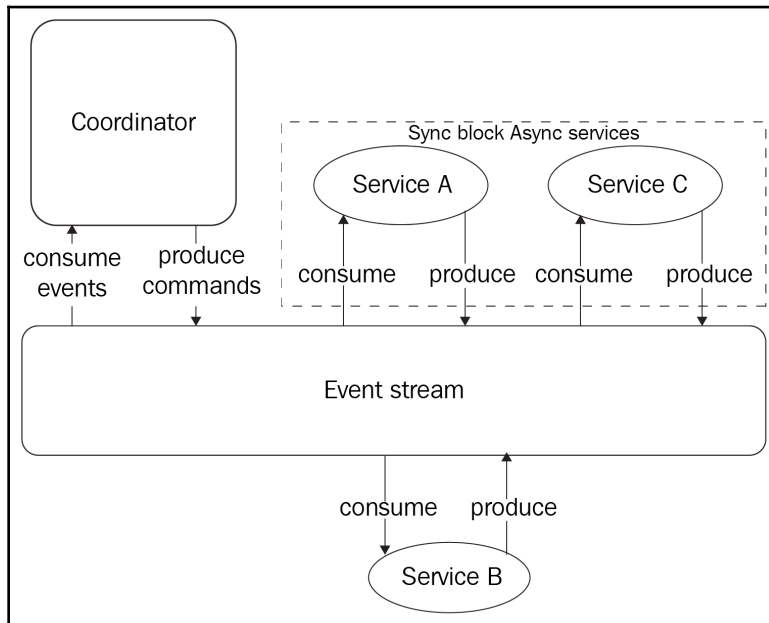 Coordinator
Sync block Async services
Service A
Service C
consume
events
produce
commands
consume
produce
consume
produce
Event stream
consume
produce
Service B